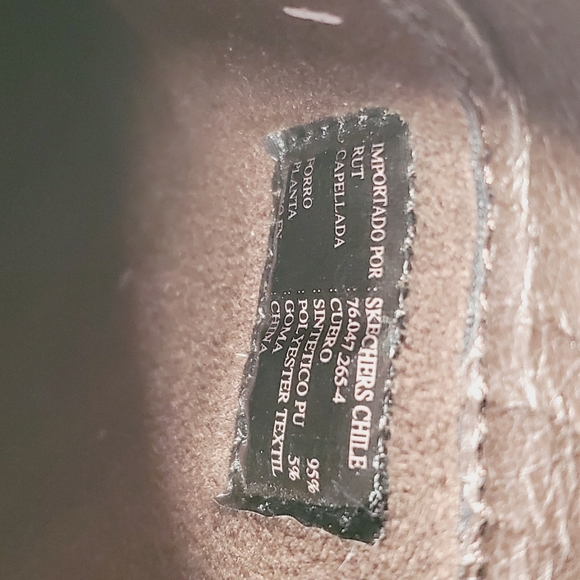 IMPORTADO POR : SKECHERS CHILE
RUT : 76.047 265-4
CAPELLADA : CUERO
: SINTETICO PU 95%
FORRO : POLYESTER TEXTIL 5%
PLANTA : GOMA
: CHINA